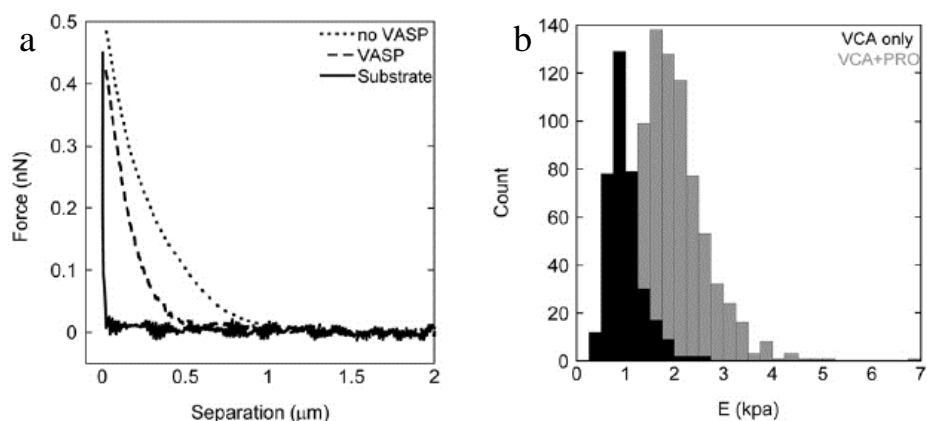 a
0.5
0.4
0.3
0.2
0.1
0
no VASP
VASP
Substrate
Force (nN)
0 0.5 1 1.5 2
Separation (μm)
b
140
120
100
80
60
40
20
0
VCA only
VCA+PRO
Count
0 1 2 3 4 5 6 7
E (kpa)